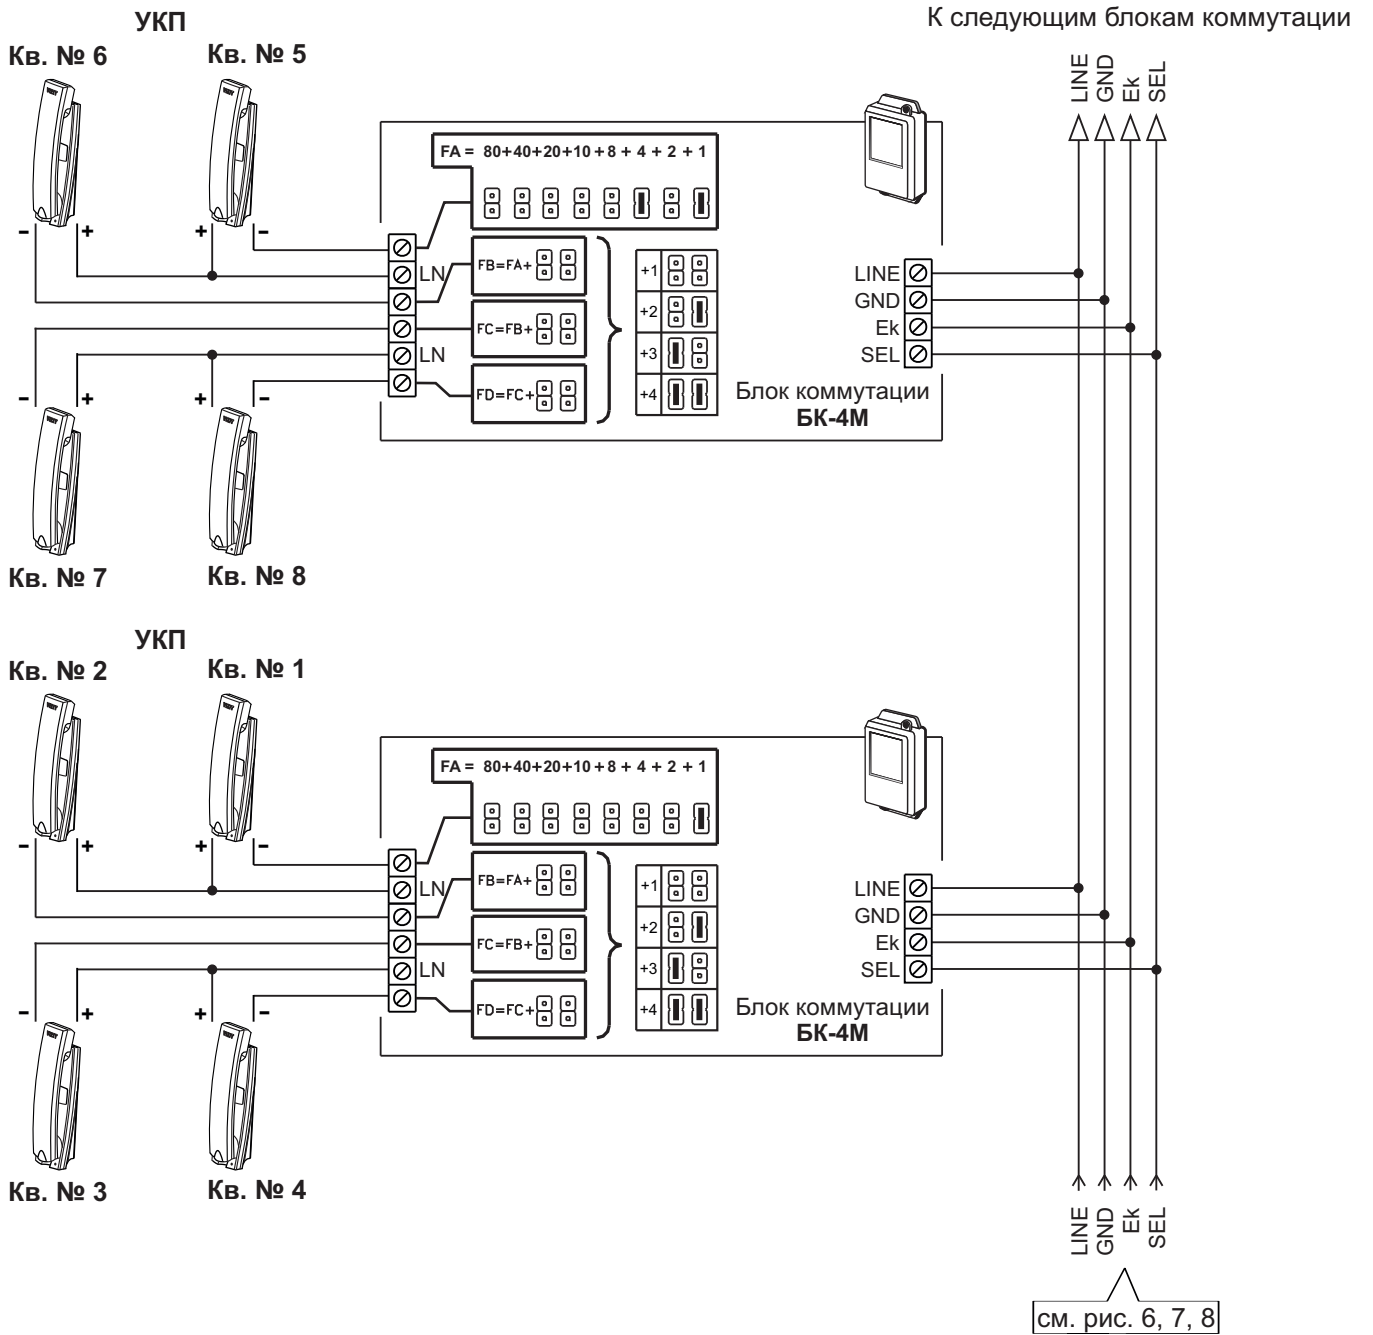 К следующим блокам коммутации
УКП
Кв. № 6
Кв. № 5
LINE
GND
Ek
SEL
FA = 80+40+20+10+8 + 4 + 2 + 1
- +
+ -
LN
FB=FA+
FC=FB+
LN
FD=FC+
+1
+2
+3
+4
LINE
GND
Ek
SEL
Блок коммутации
БК-4М
- +
+ -
Кв. № 7
Кв. № 8
УКП
Кв. № 2
Кв. № 1
FA = 80+40+20+10+8 + 4 + 2 + 1
- +
+ -
LN
FB=FA+
FC=FB+
LN
FD=FC+
+1
+2
+3
+4
LINE
GND
Ek
SEL
Блок коммутации
БК-4М
- +
+ -
Кв. № 3
Кв. № 4
LINE
GND
Ek
SEL
см. рис. 6, 7, 8